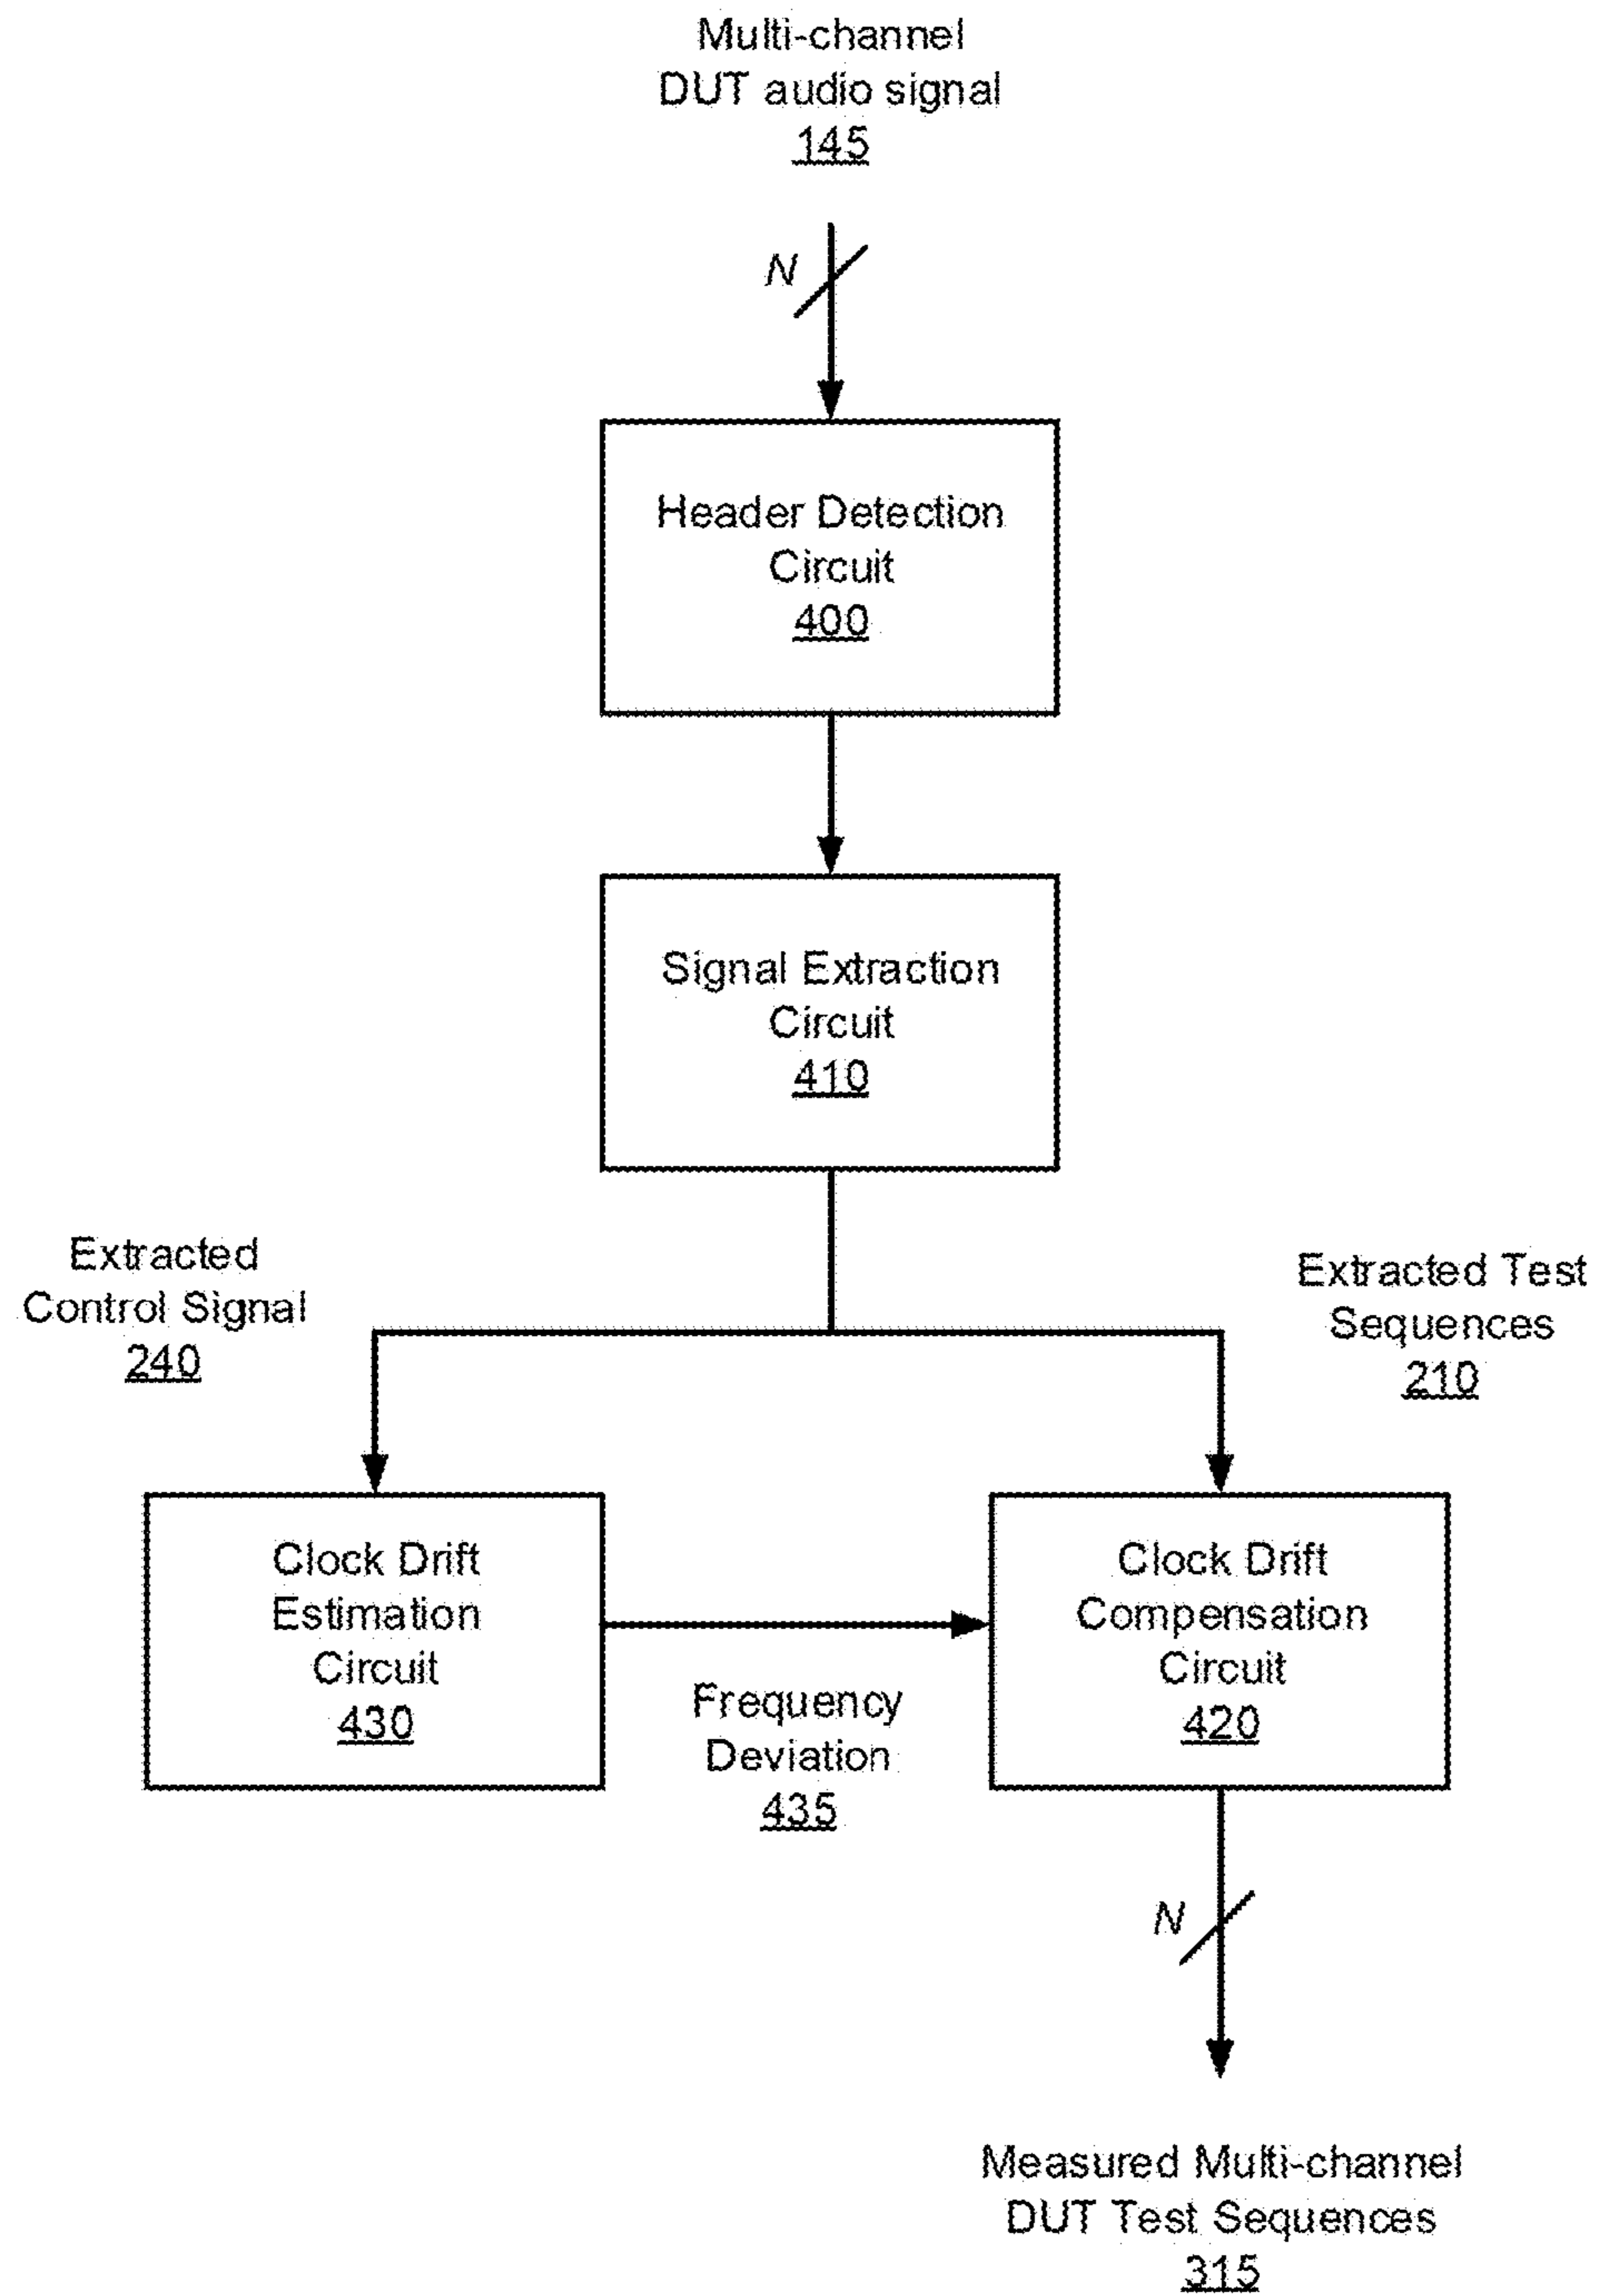 Multi-channel
DUT audio signal
145
N
Header Detection
Circuit
400
Signal Extraction
Circuit
410
Extracted
Control Signal
240
Extracted Test
Sequences
210
Clock Drift
Estimation
Circuit
430
Frequency
Deviation
435
Clock Drift
Compensation
Circuit
420
N
Measured Multi-channel
DUT Test Sequences
315